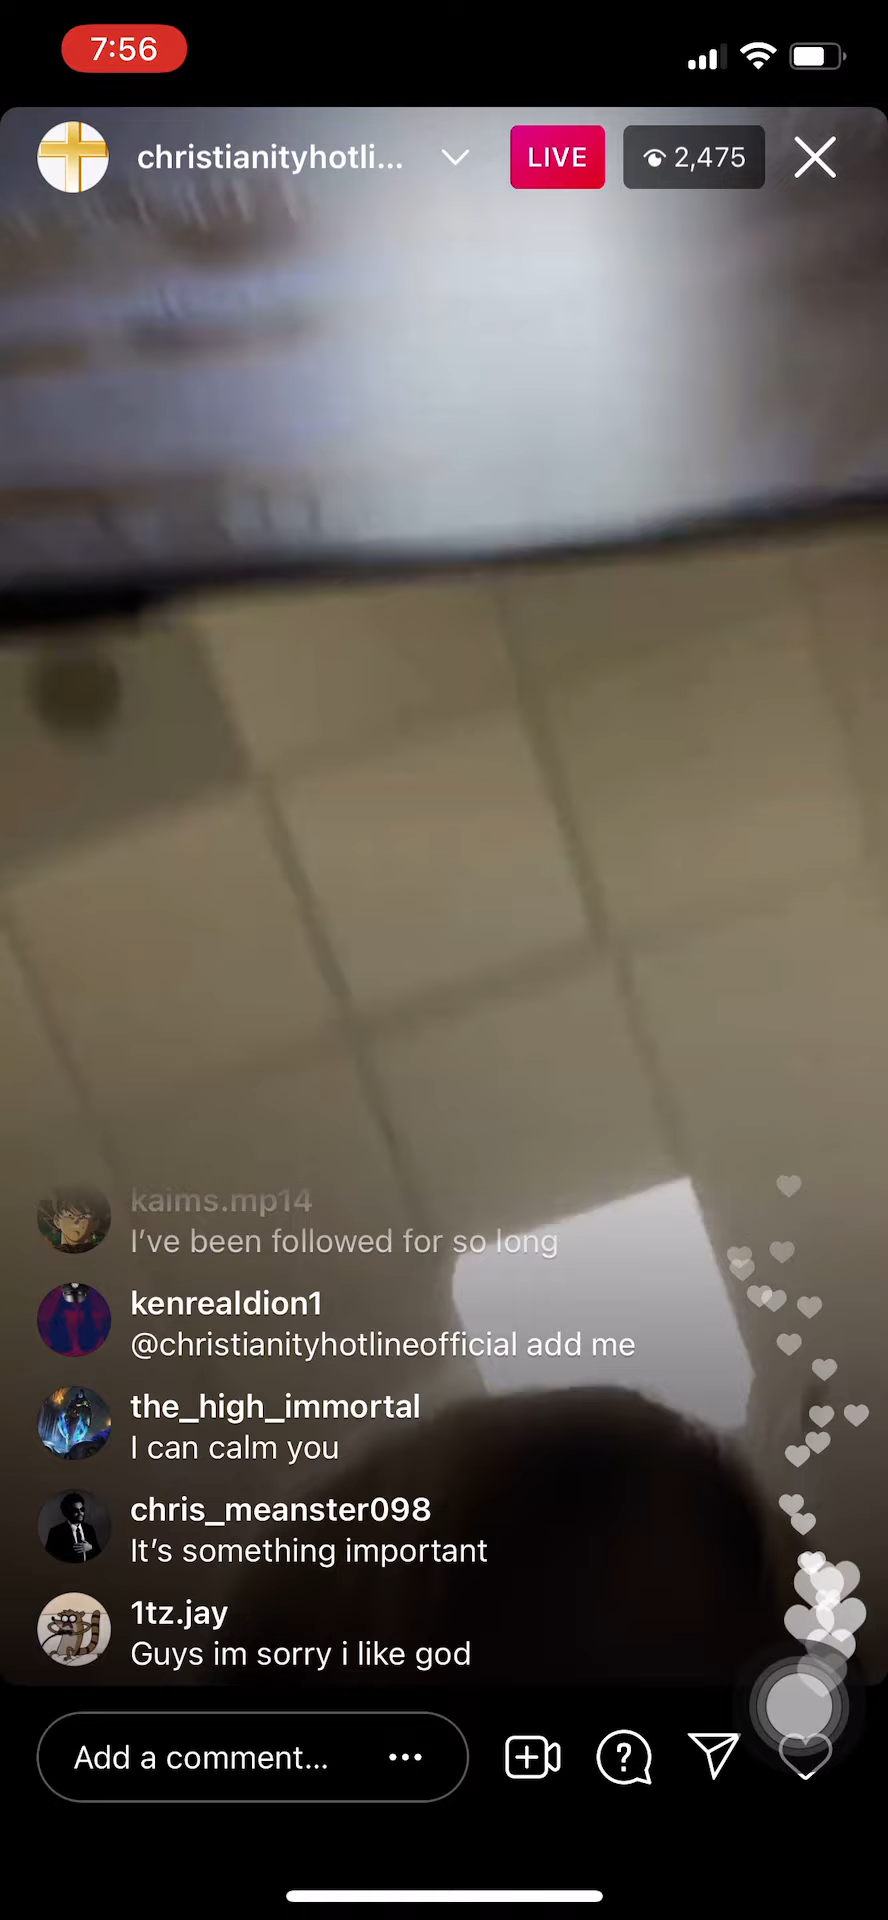 7:56
christianityhotli...
LIVE
2,475
kaims.mp14
I've been followed for so long
kenrealdion1
@christianityhotlineofficial add me
the_high_immortal
I can calm you
chris_meanster098
It's something important
1tz.jay
Guys im sorry i like god
Add a comment...